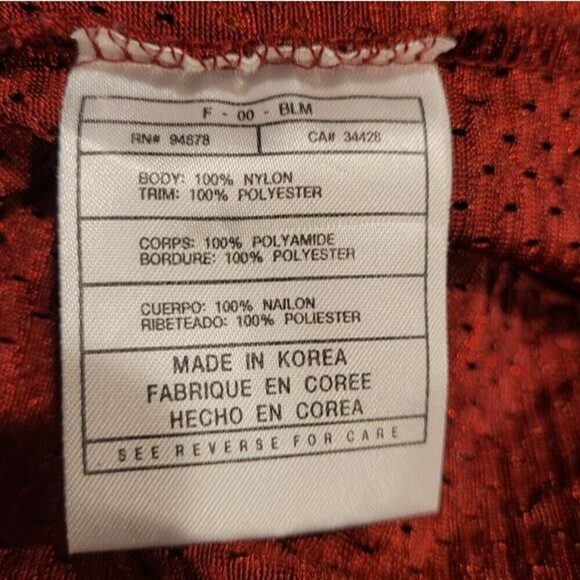 F - 00 - BLM
RN# 94878 CA# 34428
BODY: 100% NYLON
TRIM: 100% POLYESTER
CORPS: 100% POLYAMIDE
BORDURE: 100% POLYESTER
CUERPO: 100% NAILON
RIBETEADO: 100% POLIESTER
MADE IN KOREA
FABRIQUE EN COREE
HECHO EN COREA
SEE REVERSE FOR CARE